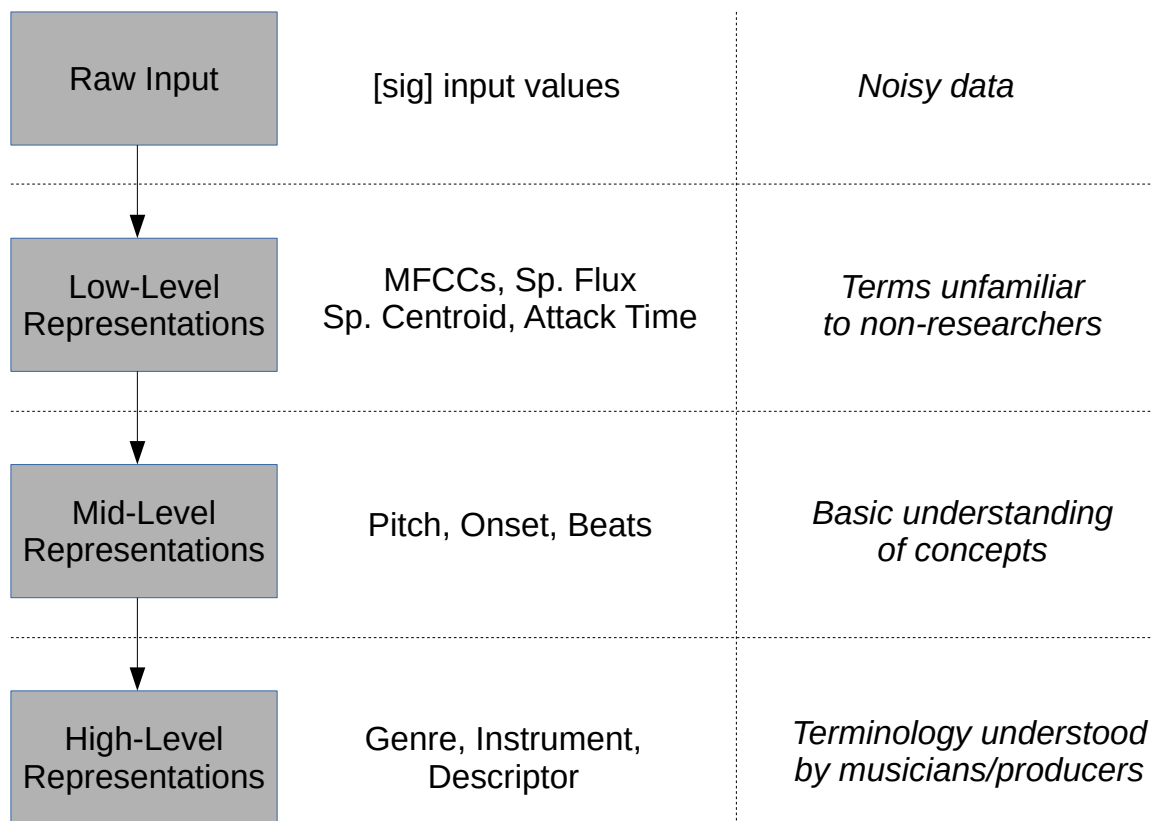 Raw Input
[sig] input values
Noisy data
Low-Level
Representations
MFCCs, Sp. Flux
Sp. Centroid, Attack Time
Terms unfamiliar
to non-researchers
Mid-Level
Representations
Pitch, Onset, Beats
Basic understanding
of concepts
High-Level
Representations
Genre, Instrument,
Descriptor
Terminology understood
by musicians/producers